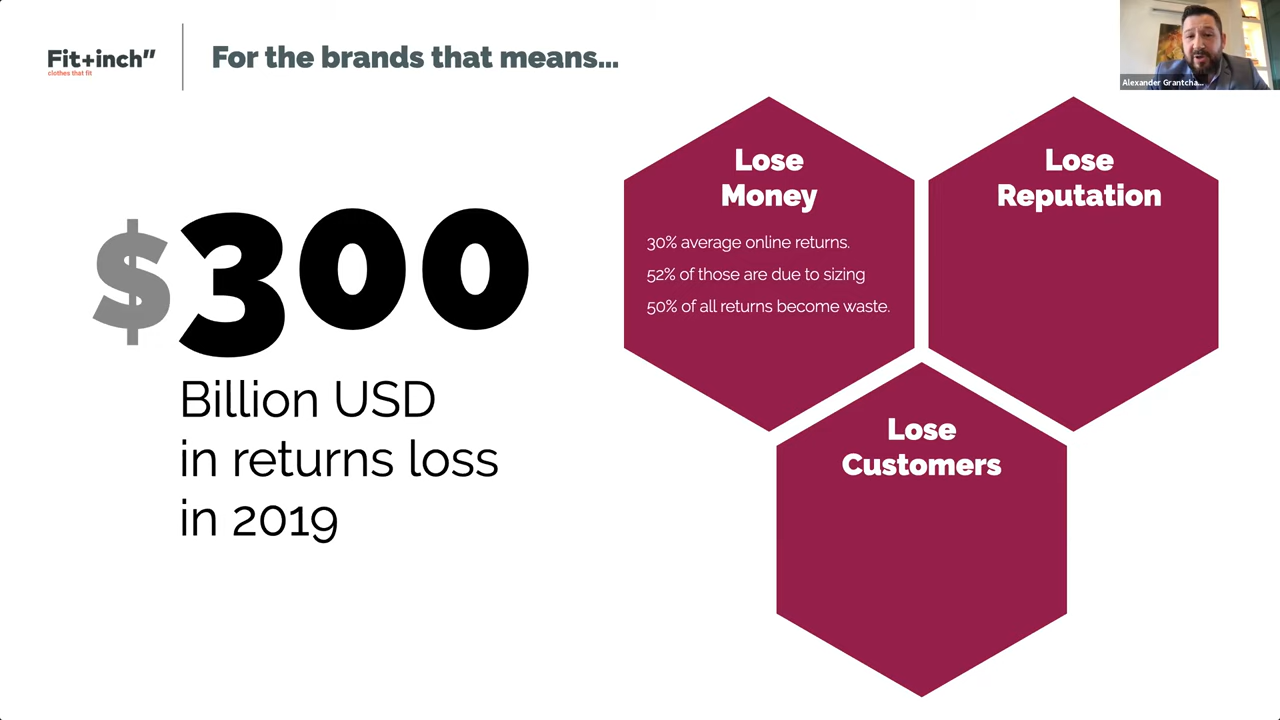 Fit+inch"
clothes that fit
For the brands that means...
Alexander Grantcha...
$300
Billion USD
in returns loss
in 2019
Lose
Money
30% average online returns.
52% of those are due to sizing
50% of all returns become waste.
Lose
Reputation
Lose
Customers